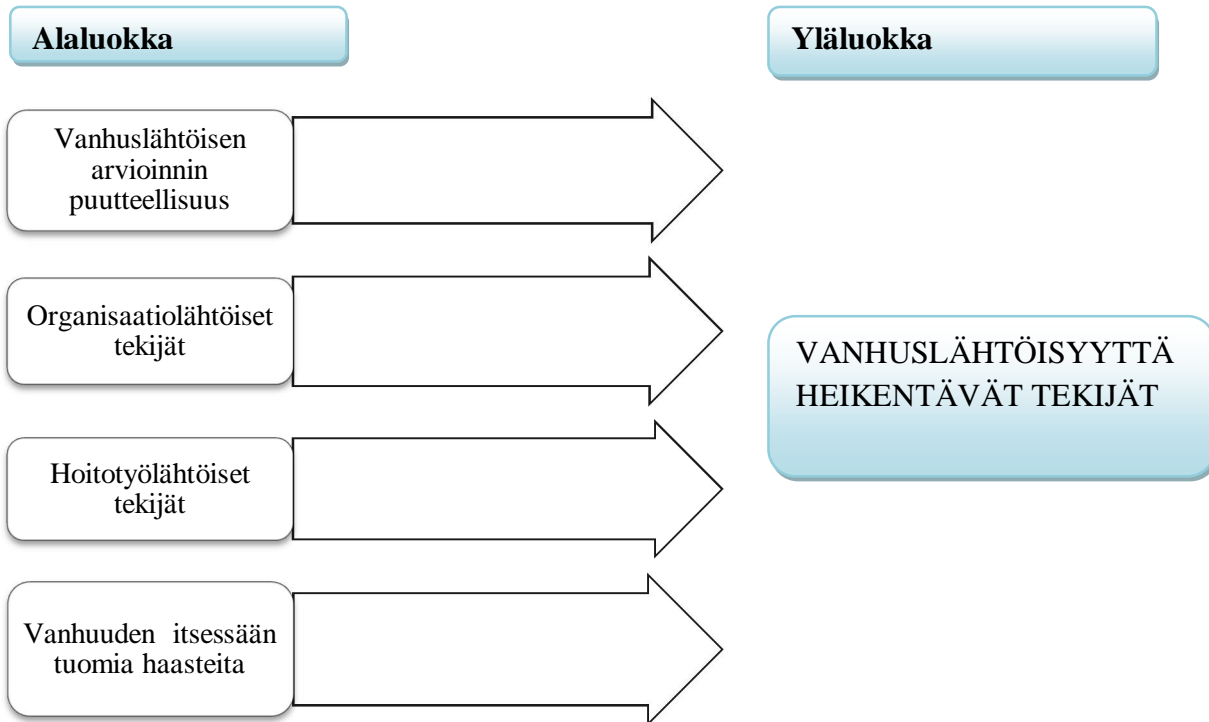 Alaluokka
Yläluokka
Vanhuslähtöisen
arvioinnin
puutteellisuus
Organisaatiolähtöiset
tekijät
Hoitotyölähtöiset
tekijät
Vanhuuden itsessään
tuomia haasteita
VANHUSLÄHTÖISYYTTÄ
HEIKENTÄVÄT TEKIJÄT